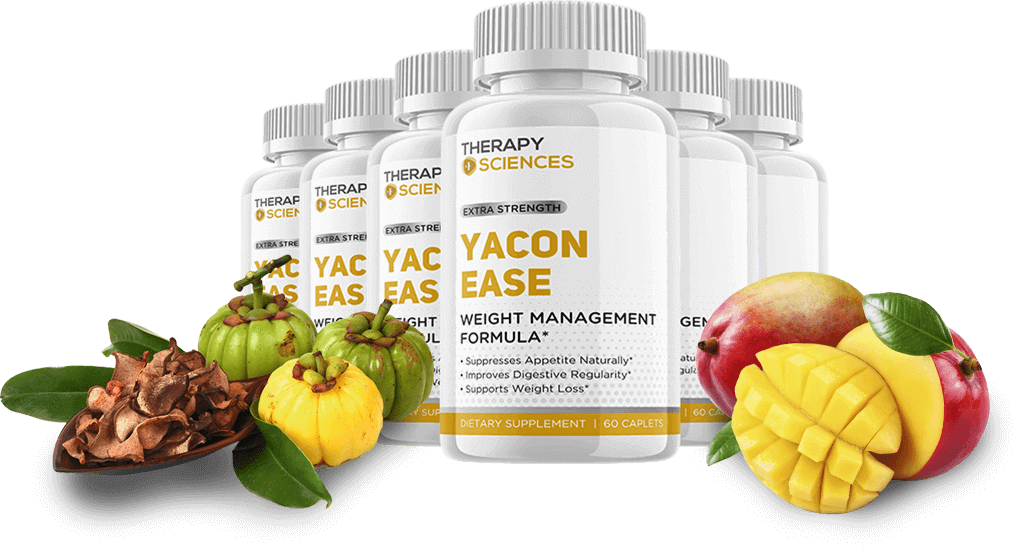 THERAPY
SCIENCES
EXTRA STRENGTH
YACON
EASE
WEIGHT MANAGEMENT
FORMULA*
• Suppresses Appetite Naturally*
• Improves Digestive Regularity*
• Supports Weight Loss*
DIETARY SUPPLEMENT | 60 CAPLETS